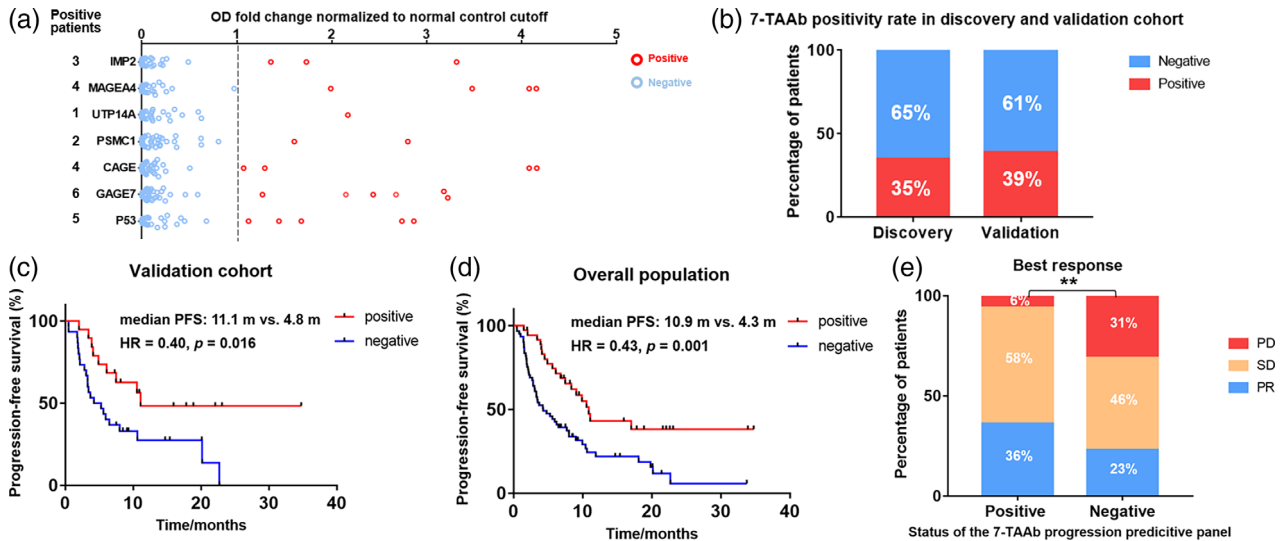 (a)
Positive
patients
OD fold change normalized to normal control cutoff
0 1 2 3 4 5
3 IMP2
4 MAGEA4
1 UTP14A
2 PSMC1
4 CAGE
6 GAGE7
5 P53
Positive
Negative
(b)
7-TAAb positivity rate in discovery and validation cohort
Percentage of patients
100
50
0
65%
35%
61%
39%
Discovery Validation
Negative
Positive
(c)
Validation cohort
Progression-free survival (%)
100
50
0
median PFS: 11.1 m vs. 4.8 m
HR = 0.40, p = 0.016
positive
negative
0 10 20 30 40
Time/months
(d)
Overall population
Progression-free survival (%)
100
50
0
median PFS: 10.9 m vs. 4.3 m
HR = 0.43, p = 0.001
positive
negative
0 10 20 30 40
Time/months
(e)
Best response
**
Percentage of patients
100
50
0
6%
58%
36%
31%
46%
23%
Positive Negative
PD
SD
PR
Status of the 7-TAAb progression predicitive panel